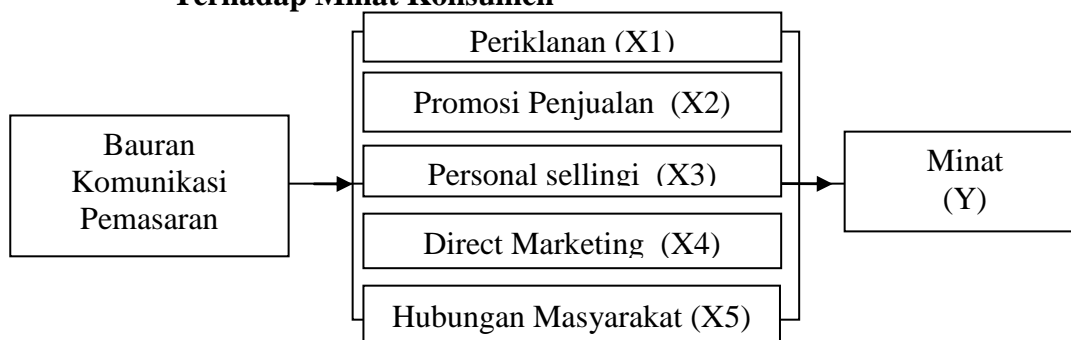 Terhadap Minat Konsumen
Periklanan (X1)
Promosi Penjualan (X2)
Bauran
Komunikasi
Pemasaran
Personal sellingi (X3)
Minat
(Y)
Direct Marketing (X4)
Hubungan Masyarakat (X5)